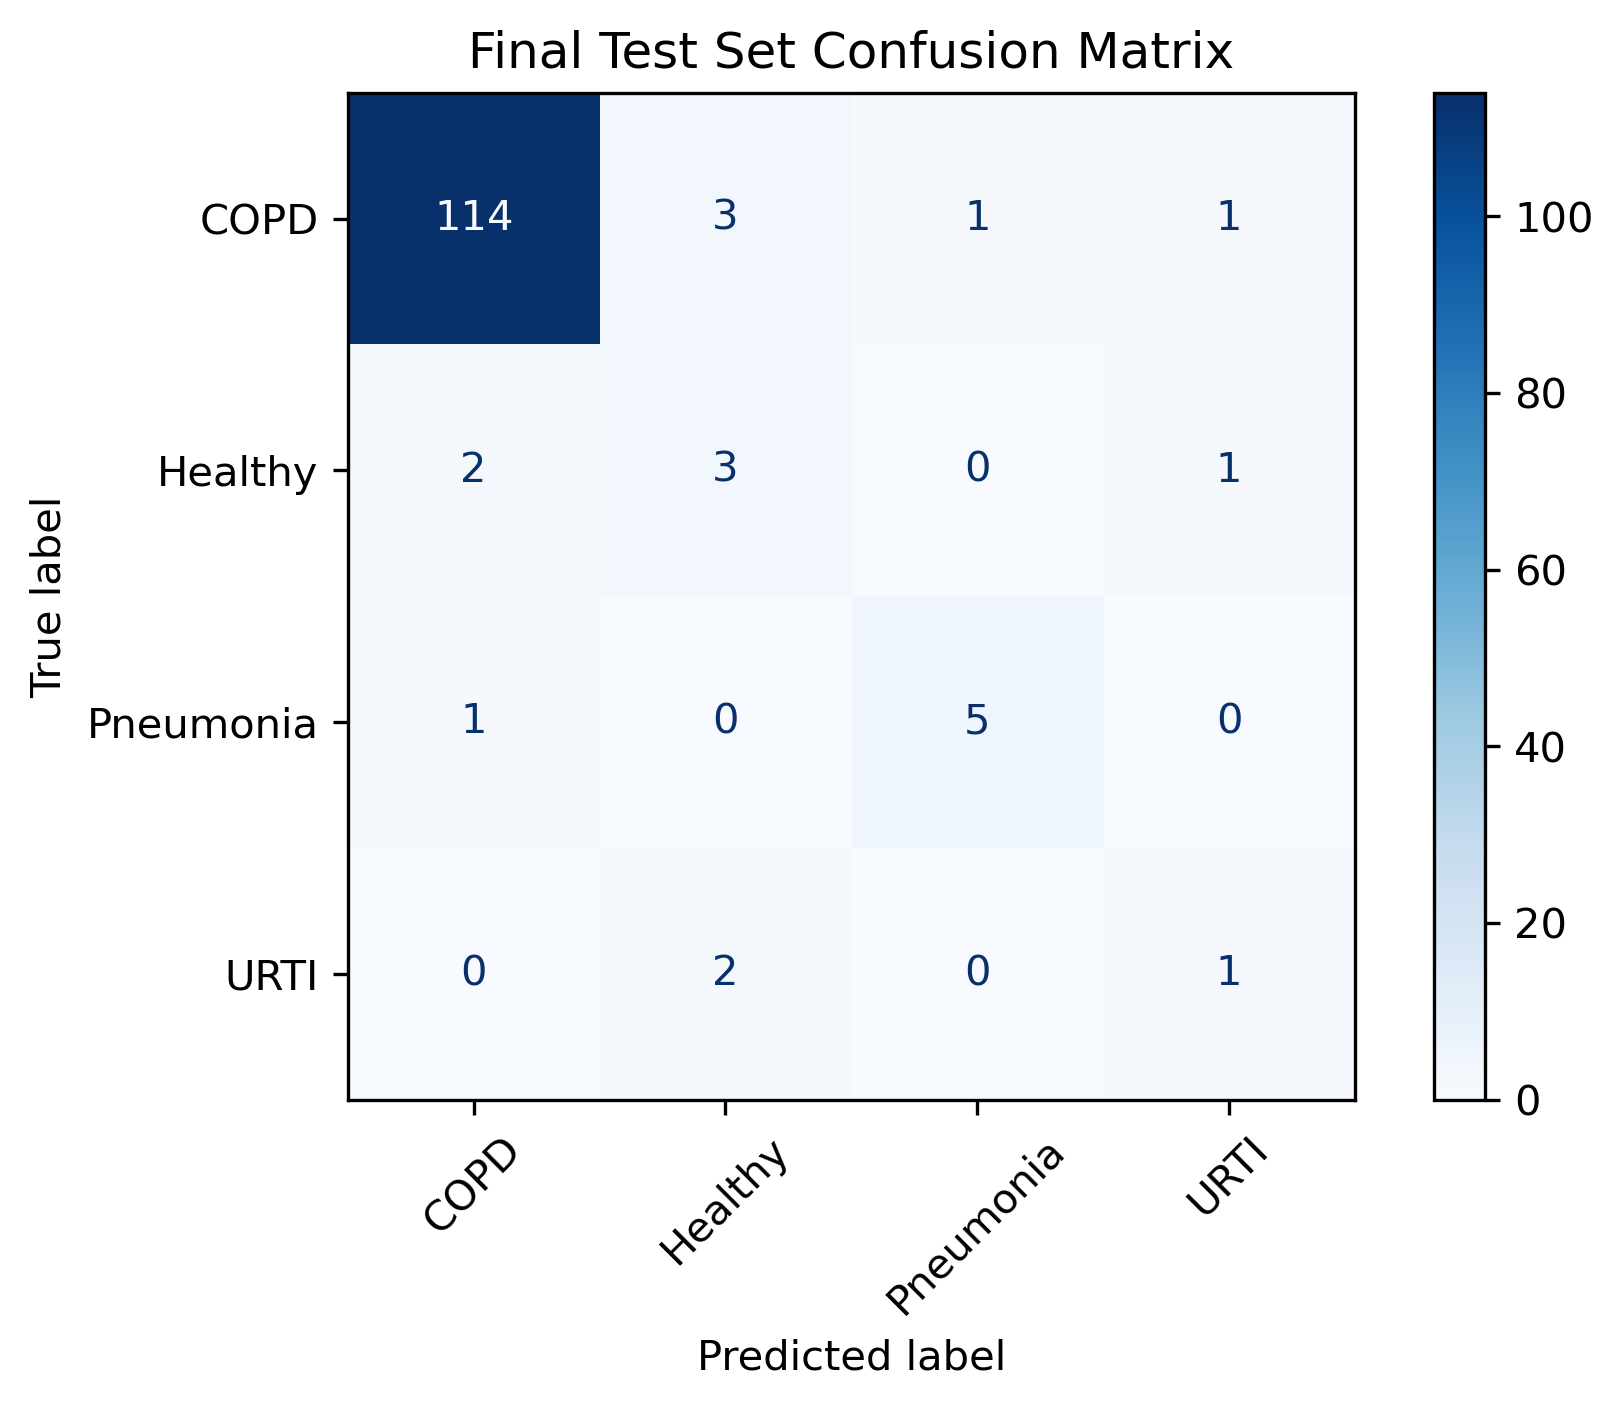 Final Test Set Confusion Matrix
COPD
114 3 1 1
Healthy
2 3 0 1
Pneumonia
1 0 5 0
URTI
0 2 0 1
True label
COPD Healthy Pneumonia URTI
Predicted label
100
80
60
40
20
0